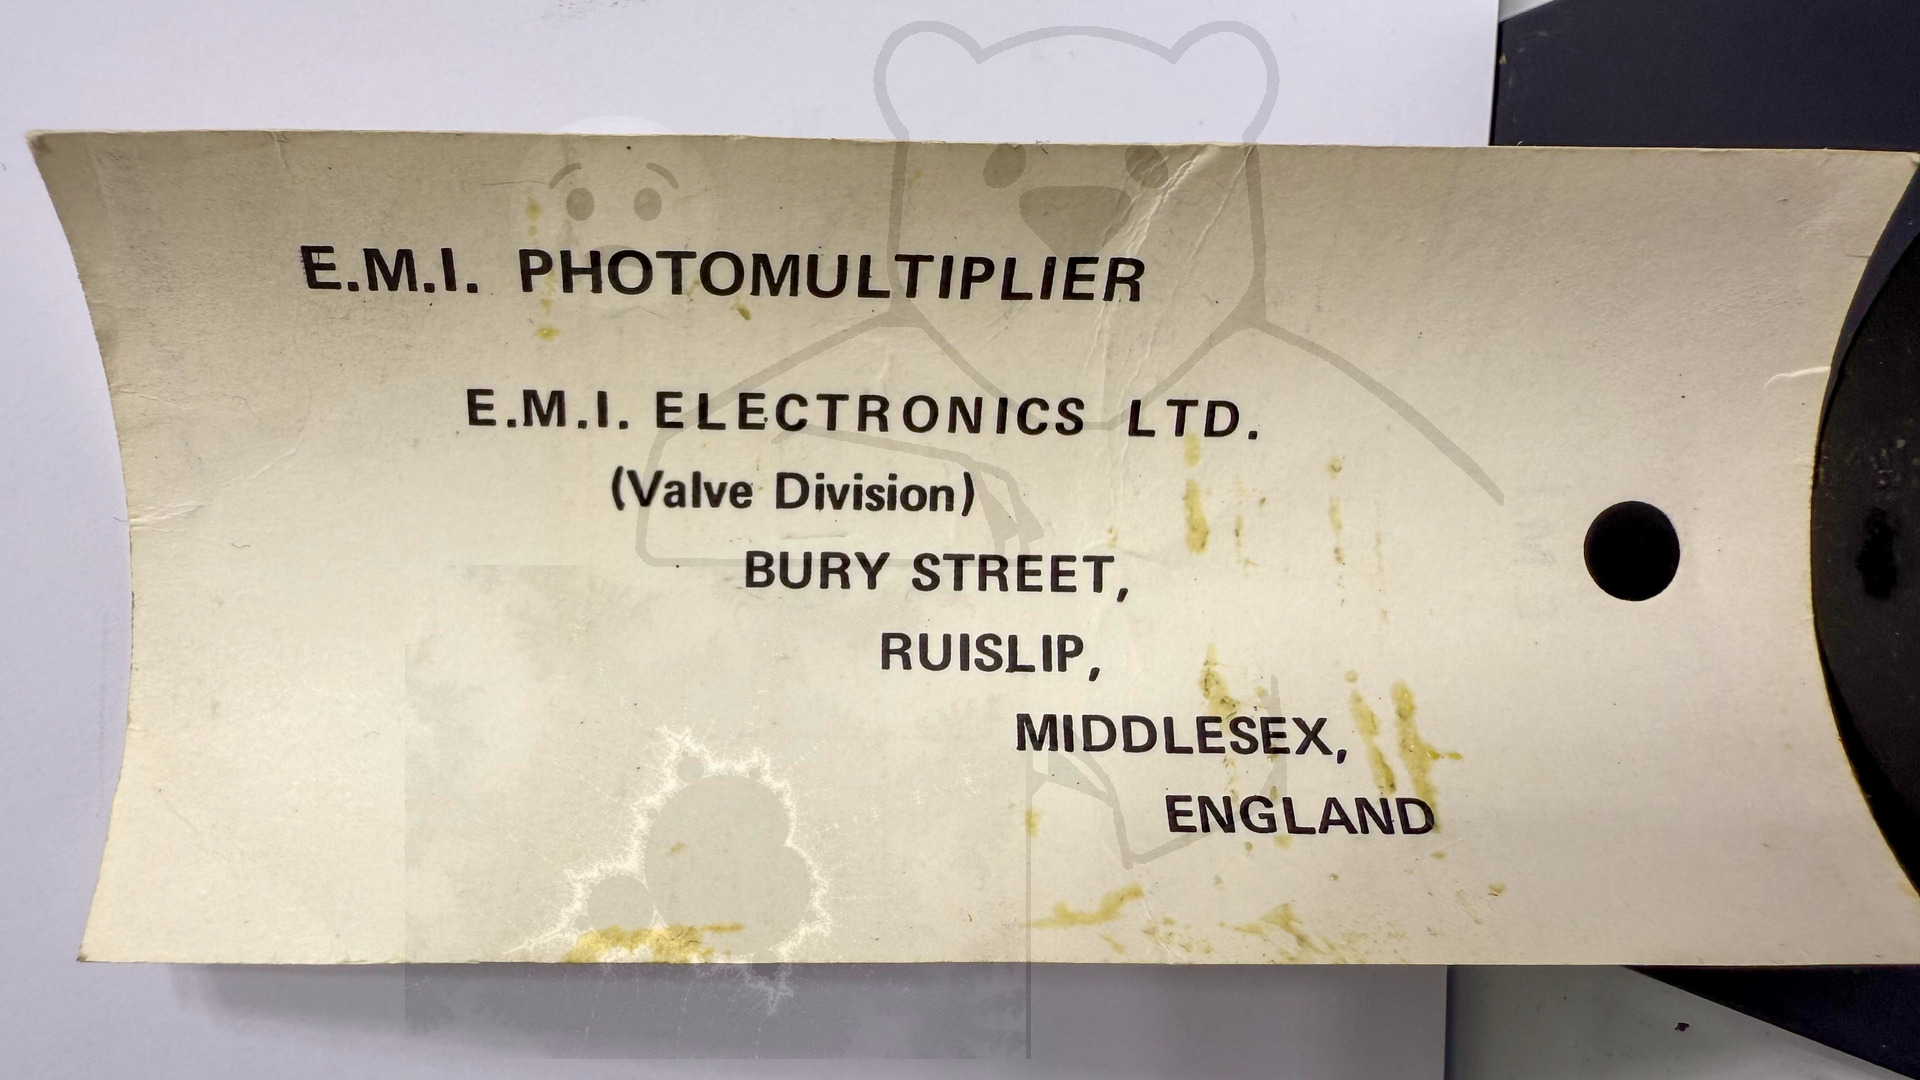 E.M.I. PHOTOMULTIPLIER
E.M.I. ELECTRONICS LTD.
(Valve Division)
BURY STREET,
RUISLIP,
MIDDLESEX,
ENGLAND